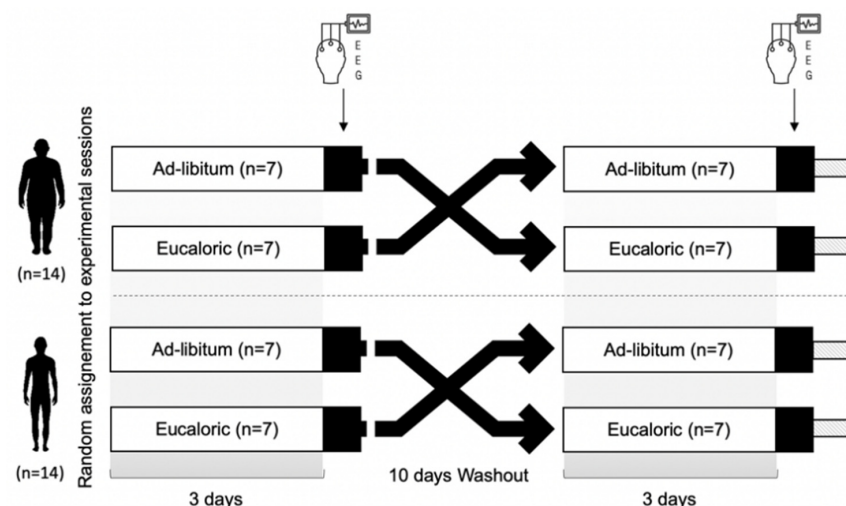 E
E
G
E
E
G
Random assignement to experimental sessions
Ad-libitum (n=7)
Ad-libitum (n=7)
Eucaloric (n=7)
Eucaloric (n=7)
(n=14)
Ad-libitum (n=7)
Ad-libitum (n=7)
Eucaloric (n=7)
Eucaloric (n=7)
(n=14)
10 days Washout
3 days
3 days